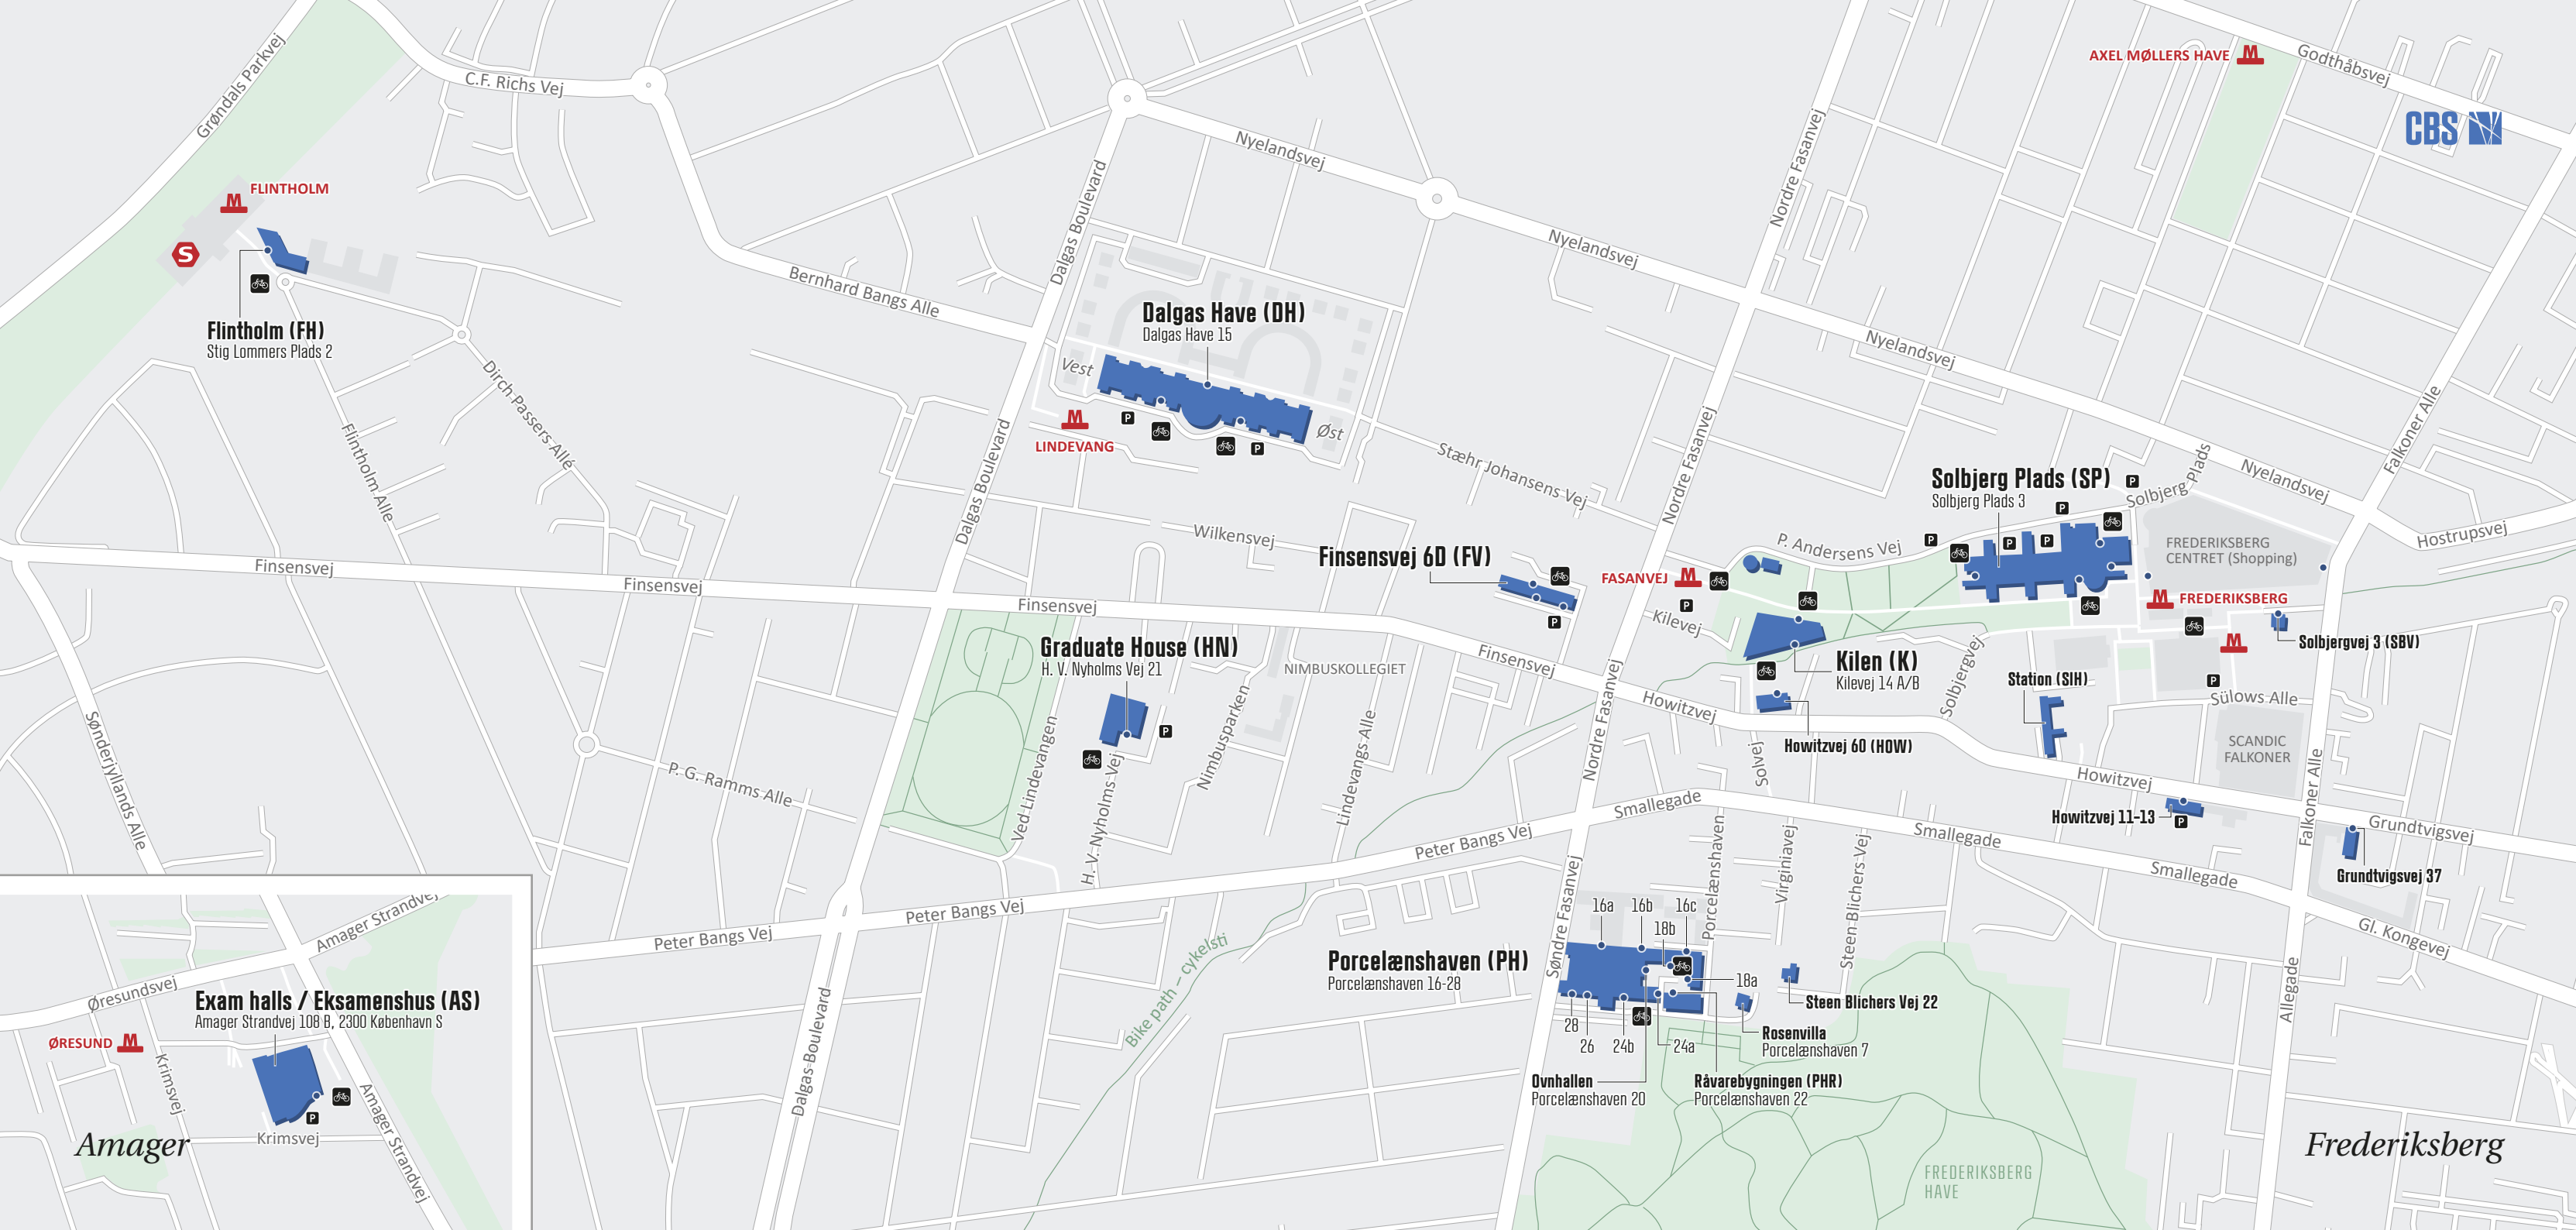 Grøndals Parkvej
C.F. Richs Vej
AXEL MØLLERS HAVE
M
Godthåbsvej
CBS
Nyelandsvej
Nordre Fasanvej
FLINTHOLM
M
S
Flintholm (FH)
Stig Lommers Plads 2
Dalgas Boulevard
Bernhard Bangs Alle
Dalgas Have (DH)
Dalgas Have 15
Nyelandsvej
Nyelandsvej
Vest
Øst
M
LINDEVANG
P
P
Dirch Passers Allé
Flintholm Alle
Dalgas Boulevard
Stæhr Johansens Vej
Nordre Fasanvej
Falkoner Alle
Nyelandsvej
Solbjerg Plads (SP)
Solbjerg Plads 3
P
Solbjerg Plads
P
P
P
P
Hostrupsvej
Wilkensvej
Finsensvej 6D (FV)
P
P. Andersens Vej
FREDERIKSBERG
CENTRET (Shopping)
Finsensvej
Finsensvej
Finsensvej
FASANVEJ
M
P
Kilevej
M
FREDERIKSBERG
M
Solbjergvej 3 (SBV)
Graduate House (HN)
H. V. Nyholms Vej 21
P
NIMBUSKOLLEGIET
Finsensvej
Kilen (K)
Kilevej 14 A/B
Solbjergvej
Station (SIH)
P
Sülows Alle
Howitzvej
Howitzvej 60 (HOW)
SCANDIC
FALKONER
Sønderjyllands Alle
P. G. Ramms Alle
Ved Lindevangen
H. V. Nyholms Vej
Nimbusparken
Lindevangs Alle
Nordre Fasanvej
Solvej
Howitzvej
Howitzvej 11-13
P
Falkoner Alle
Grundtvigsvej
Grundtvigsvej 37
Smallegade
Smallegade
Smallegade
Peter Bangs Vej
Peter Bangs Vej
Peter Bangs Vej
Søndre Fasanvej
Porcelænshaven
Virginiavej
Steen Blichers Vej
Gl. Kongevej
Allegade
16a
16b
16c
18b
18a
Porcelænshaven (PH)
Porcelænshaven 16-28
28
26
24b
24a
Steen Blichers Vej 22
Rosenvilla
Porcelænshaven 7
Ovnhallen
Porcelænshaven 20
Råvarebygningen (PHR)
Porcelænshaven 22
Bike path – cykelsti
Dalgas Boulevard
FREDERIKSBERG
HAVE
Frederiksberg
Amager Strandvej
Øresundsvej
Exam halls / Eksamenshus (AS)
Amager Strandvej 108 B, 2300 København S
ØRESUND
M
Krimsvej
P
Krimsvej
Amager Strandvej
Amager